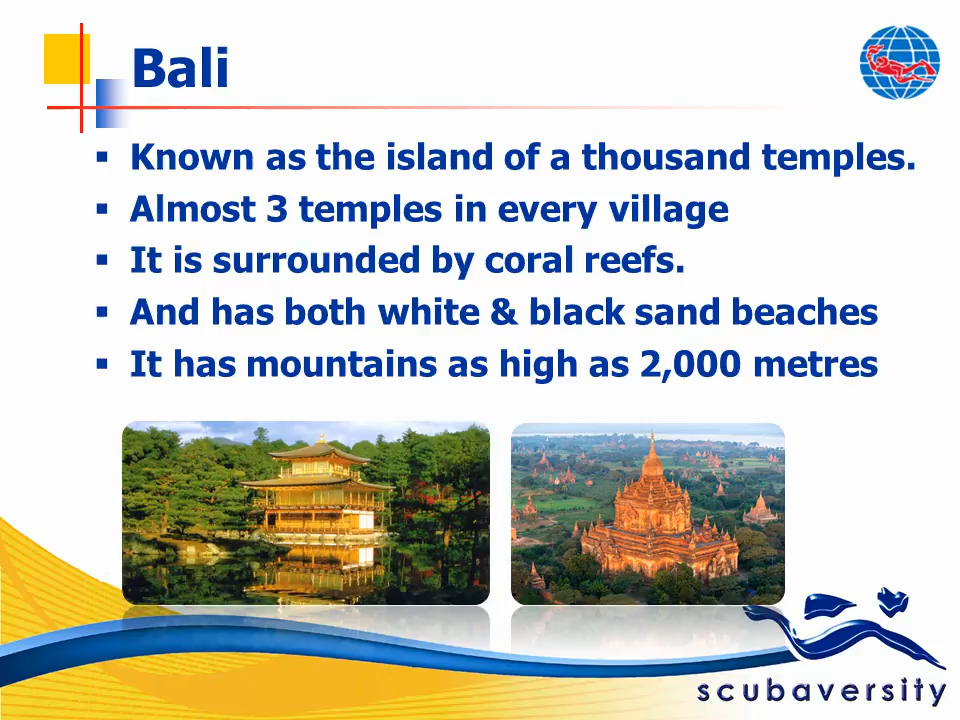 Bali
▪ Known as the island of a thousand temples.
▪ Almost 3 temples in every village
▪ It is surrounded by coral reefs.
▪ And has both white & black sand beaches
▪ It has mountains as high as 2,000 metres
scubaversity